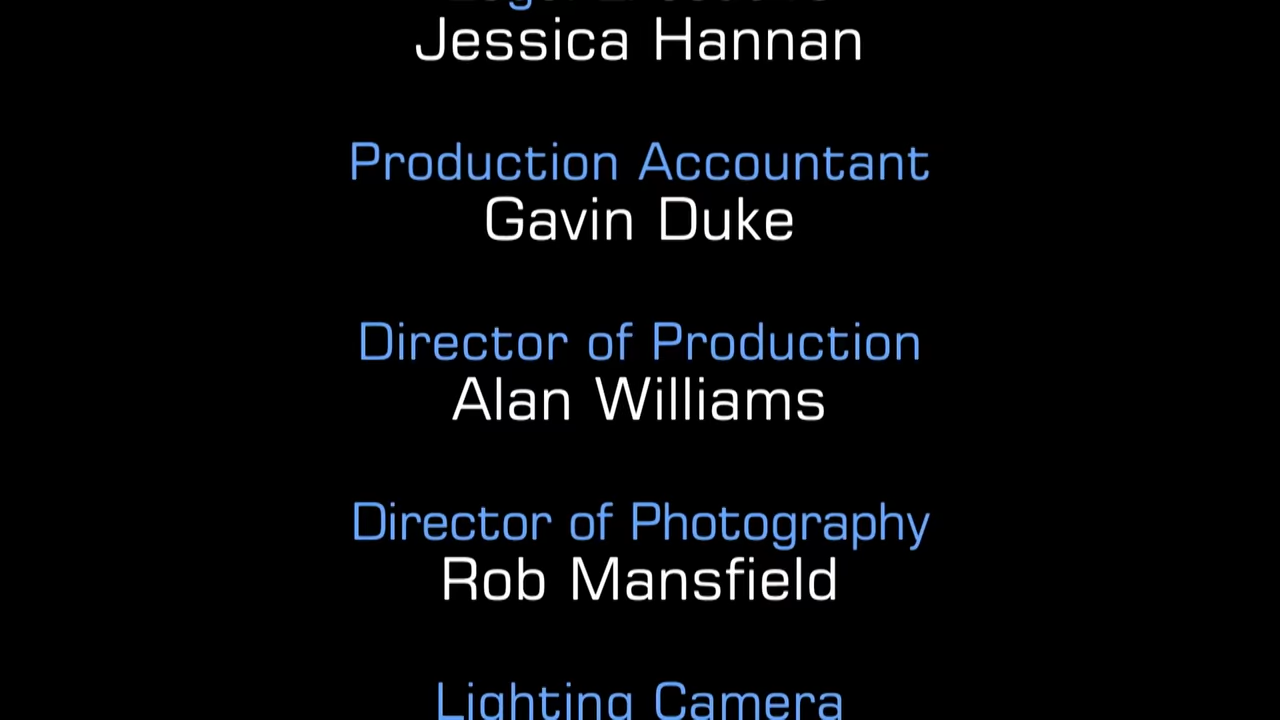 Jessica Hannan
Production Accountant
Gavin Duke
Director of Production
Alan Williams
Director of Photography
Rob Mansfield
Lighting Camera